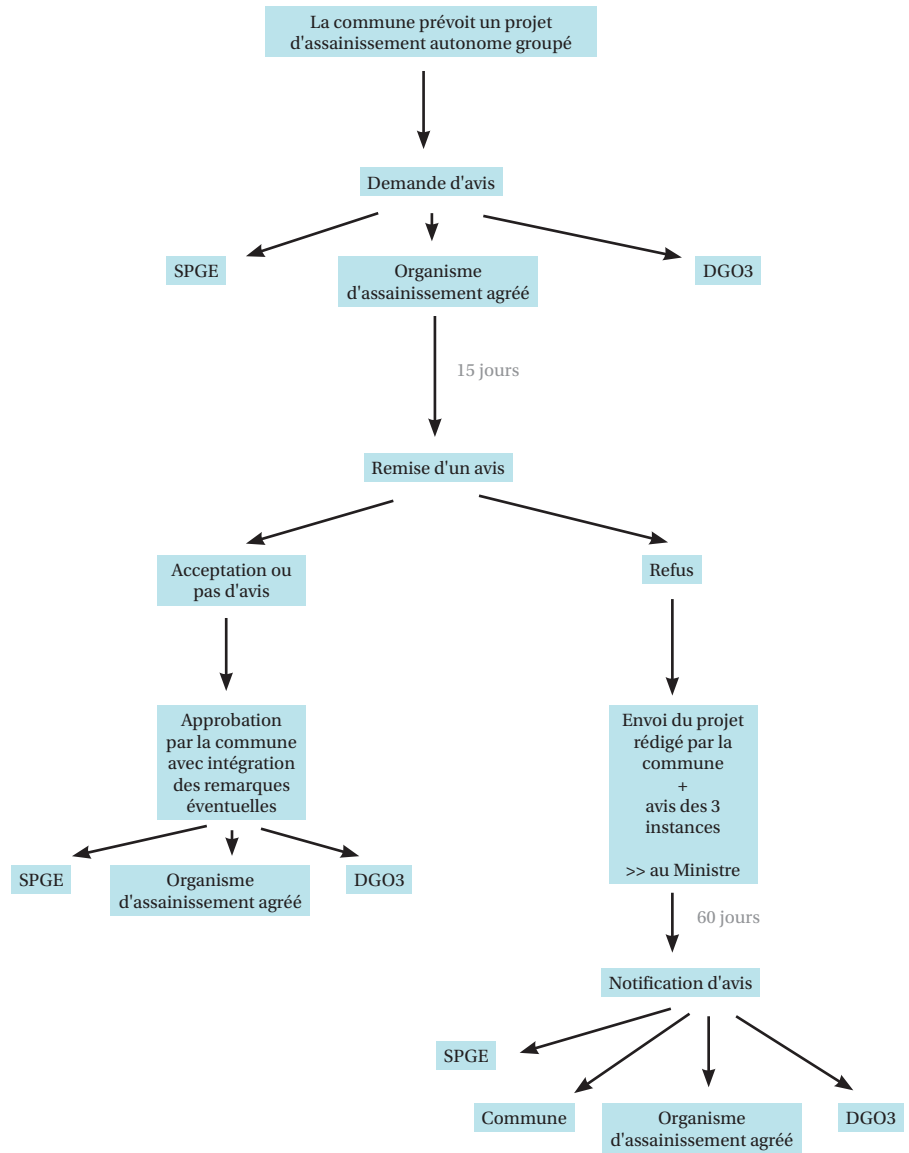 La commune prévoit un projet
d'assainissement autonome groupé
Demande d'avis
SPGE
Organisme
d'assainissement agréé
DGO3
15 jours
Remise d'un avis
Acceptation ou
pas d'avis
Refus
Approbation
par la commune
avec intégration
des remarques
éventuelles
Envoi du projet
rédigé par la
commune
+
avis des 3
instances
>> au Ministre
SPGE
Organisme
d'assainissement agréé
DGO3
60 jours
Notification d'avis
SPGE
Commune
Organisme
d'assainissement agréé
DGO3